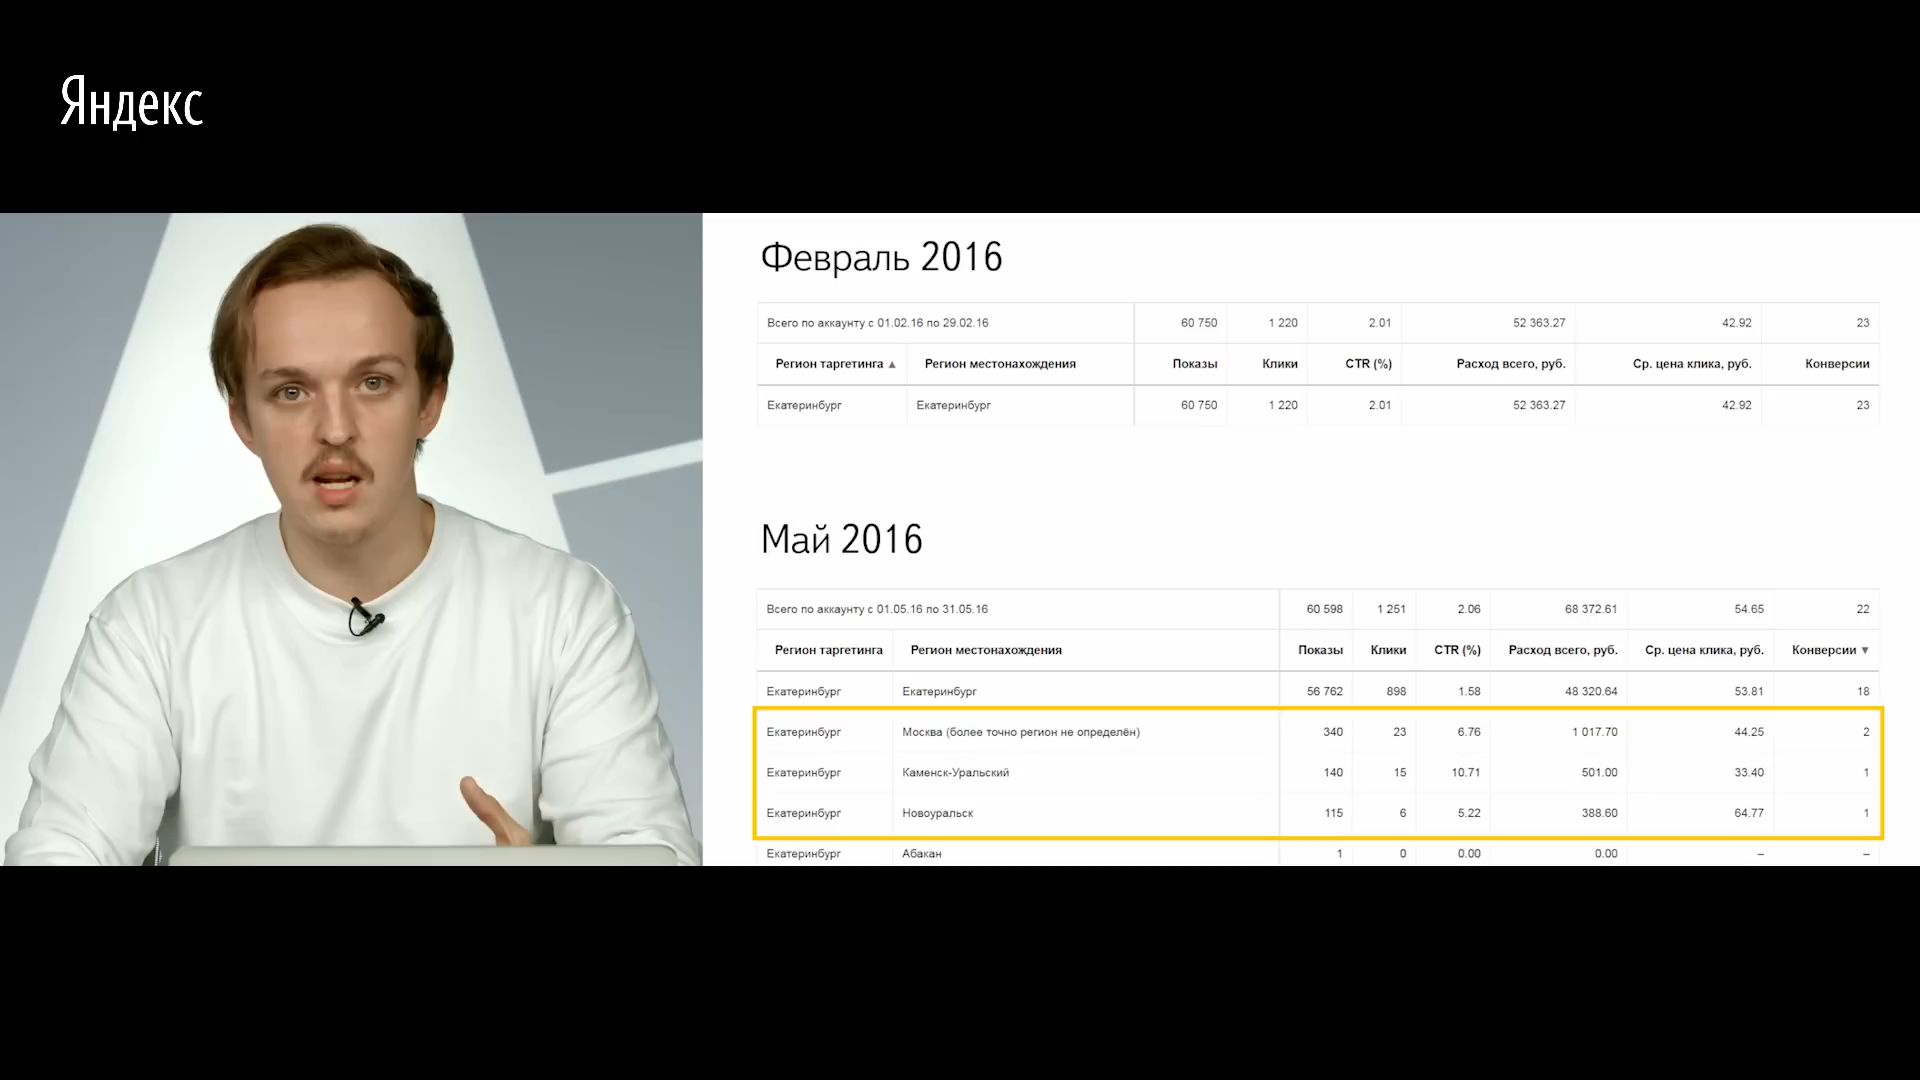 Яндекс
Февраль 2016
Всего по аккаунту с 01.02.16 по 29.02.16 60 750 1 220 2.01 52 363.27 42.92 23
Регион таргетинга ▲ Регион местонахождения Показы Клики CTR (%) Расход всего, руб. Ср. цена клика, руб. Конверсии
Екатеринбург Екатеринбург 60 750 1 220 2.01 52 363.27 42.92 23
Май 2016
Всего по аккаунту с 01.05.16 по 31.05.16 60 598 1 251 2.06 68 372.61 54.65 22
Регион таргетинга Регион местонахождения Показы Клики CTR (%) Расход всего, руб. Ср. цена клика, руб. Конверсии ▼
Екатеринбург Екатеринбург 56 762 898 1.58 48 320.64 53.81 18
Екатеринбург Москва (более точно регион не определён) 340 23 6.76 1 017.70 44.25 2
Екатеринбург Каменск-Уральский 140 15 10.71 501.00 33.40 1
Екатеринбург Новоуральск 115 6 5.22 388.60 64.77 1
Екатеринбург Абакан 1 0 0.00 0.00 – –